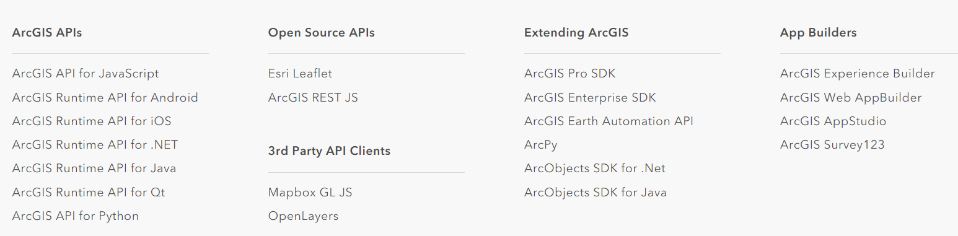 ArcGIS APIs
ArcGIS API for JavaScript
ArcGIS Runtime API for Android
ArcGIS Runtime API for iOS
ArcGIS Runtime API for .NET
ArcGIS Runtime API for Java
ArcGIS Runtime API for Qt
ArcGIS API for Python
Open Source APIs
Esri Leaflet
ArcGIS REST JS
3rd Party API Clients
Mapbox GL JS
OpenLayers
Extending ArcGIS
ArcGIS Pro SDK
ArcGIS Enterprise SDK
ArcGIS Earth Automation API
ArcPy
ArcObjects SDK for .Net
ArcObjects SDK for Java
App Builders
ArcGIS Experience Builder
ArcGIS Web AppBuilder
ArcGIS AppStudio
ArcGIS Survey123